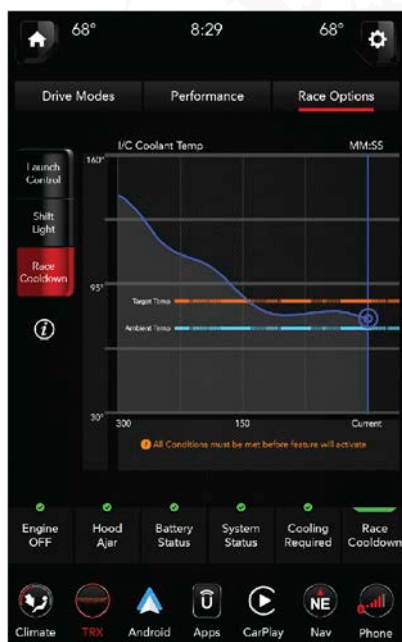 68°
8:29
68°
Drive Modes
Performance
Race Options
I/C Coolant Temp
MM:SS
Launch
Control
Shift
Light
Race
Cooldown
160°
95°
30°
Target Temp
Ambient Temp
300
150
Current
All Conditions must be met before feature will activate
Engine
OFF
Hood
Ajar
Battery
Status
System
Status
Cooling
Required
Race
Cooldown
NE
Climate
TRX
Android
Apps
CarPlay
Nav
Phone